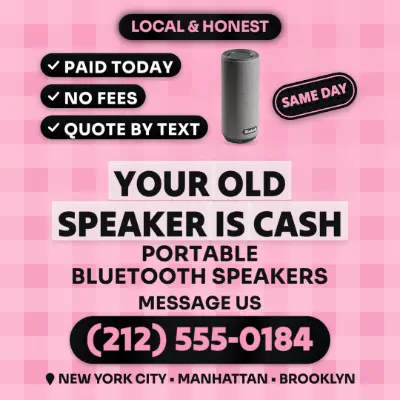 LOCAL & HONEST
✓ PAID TODAY
✓ NO FEES
✓ QUOTE BY TEXT
SAME DAY
YOUR OLD
SPEAKER IS CASH
PORTABLE
BLUETOOTH SPEAKERS
MESSAGE US
(212) 555-0184
NEW YORK CITY • MANHATTAN • BROOKLYN